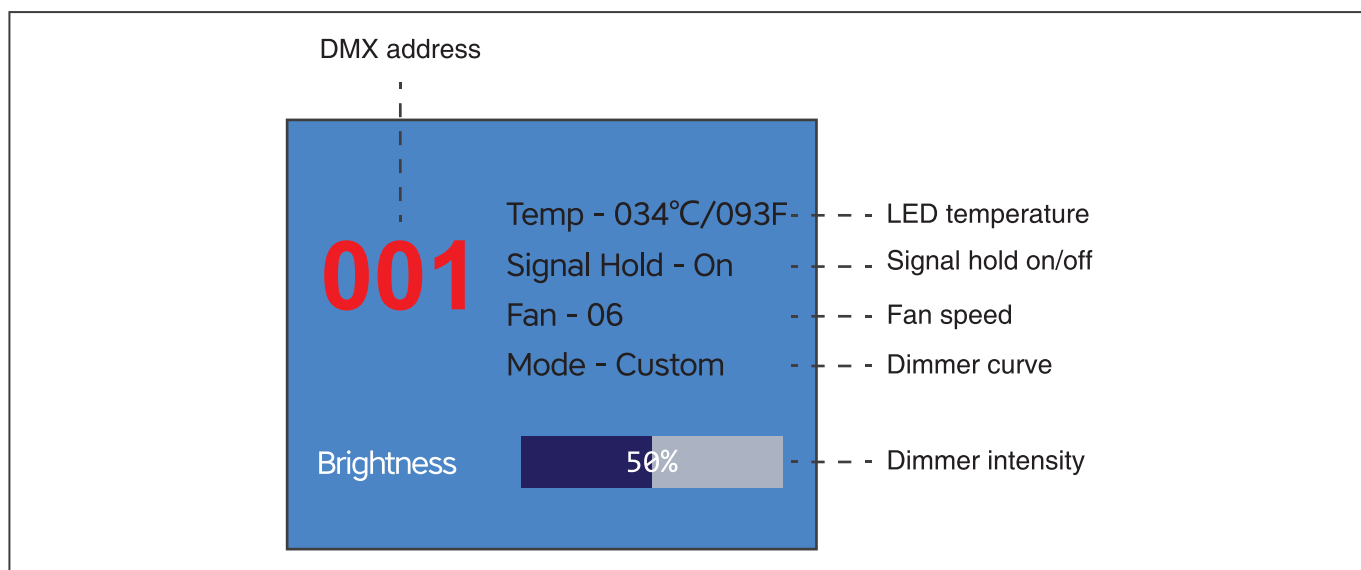 DMX address
001
Temp - 034℃/093F
LED temperature
Signal Hold - On
Signal hold on/off
Fan - 06
Fan speed
Mode - Custom
Dimmer curve
Brightness
50%
Dimmer intensity